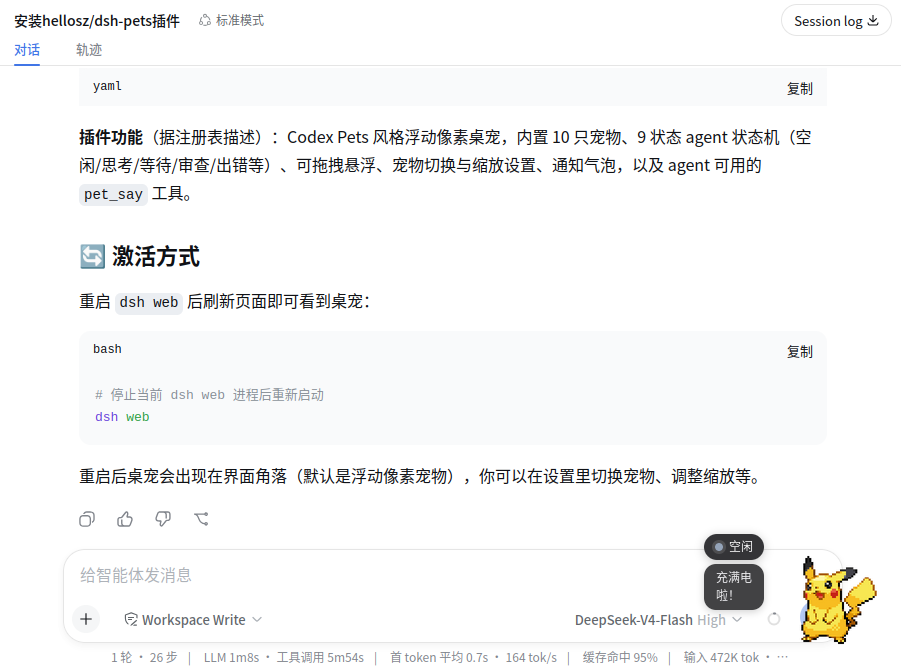 安装hellosz/dsh-pets插件 标准模式 Session log
对话 轨迹
yaml 复制
插件功能（据注册表描述）：Codex Pets 风格浮动像素桌宠，内置 10 只宠物、9 状态 agent 状态机（空
闲/思考/等待/审查/出错等）、可拖拽悬浮、宠物切换与缩放设置、通知气泡，以及 agent 可用的
pet_say 工具。
🔄 激活方式
重启 dsh web 后刷新页面即可看到桌宠：
bash 复制
# 停止当前 dsh web 进程后重新启动
dsh web
重启后桌宠会出现在界面角落（默认是浮动像素宠物），你可以在设置里切换宠物、调整缩放等。
空闲
给智能体发消息
充满电
啦！
Workspace Write DeepSeek-V4-Flash High
1 轮 · 26 步 | LLM 1m8s · 工具调用 5m54s | 首 token 平均 0.7s · 164 tok/s | 缓存命中 95% | 输入 472K tok · ···